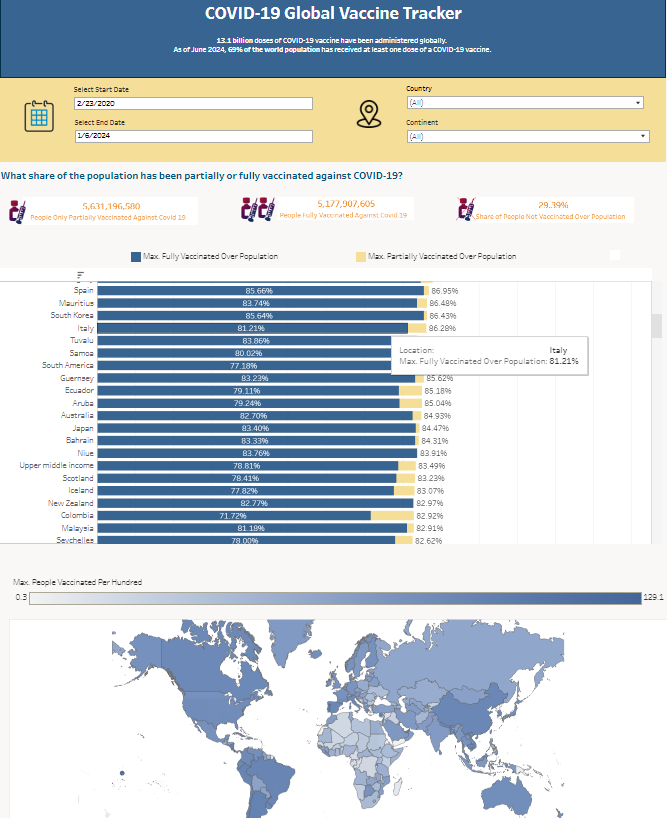 COVID-19 Global Vaccine Tracker
13.1 billion doses of COVID-19 vaccine have been administered globally.
As of June 2024, 69% of the world population has received at least one dose of a COVID-19 vaccine.
Select Start Date
2/23/2020
Select End Date
1/6/2024
Country
(All)
Continent
(All)
What share of the population has been partially or fully vaccinated against COVID-19?
5,631,196,580
People Only Partially Vaccinated Against Covid 19
5,177,907,605
People Fully Vaccinated Against Covid 19
29.39%
Share of People Not Vaccinated Over Population
Max. Fully Vaccinated Over Population
Max. Partially Vaccinated Over Population
Spain 85.66% 86.95%
Mauritius 83.74% 86.48%
South Korea 85.64% 86.43%
Italy 81.21% 86.28%
Tuvalu 83.86%
Samoa 80.02%
South America 77.18%
Location: Italy
Max. Fully Vaccinated Over Population: 81.21%
Guernsey 83.23% 85.62%
Ecuador 79.11% 85.18%
Aruba 79.24% 85.04%
Australia 82.70% 84.93%
Japan 83.40% 84.47%
Bahrain 83.33% 84.31%
Niue 83.76% 83.91%
Upper middle income 78.81% 83.49%
Scotland 78.41% 83.23%
Iceland 77.82% 83.07%
New Zealand 82.77% 82.97%
Colombia 71.72% 82.92%
Malaysia 81.18% 82.91%
Seychelles 78.00% 82.62%
Max. People Vaccinated Per Hundred
0.3 129.1